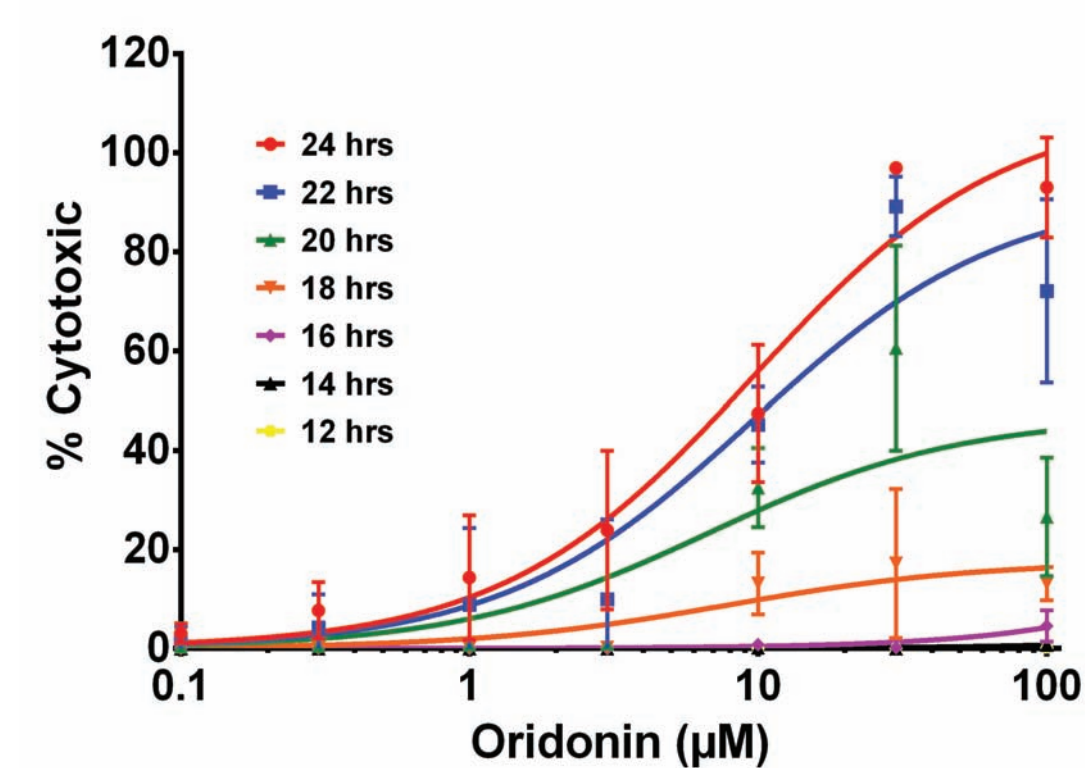 120
100
80
60
40
20
0
% Cytotoxic
24 hrs
22 hrs
20 hrs
18 hrs
16 hrs
14 hrs
12 hrs
0.1 1 10 100
Oridonin (µM)